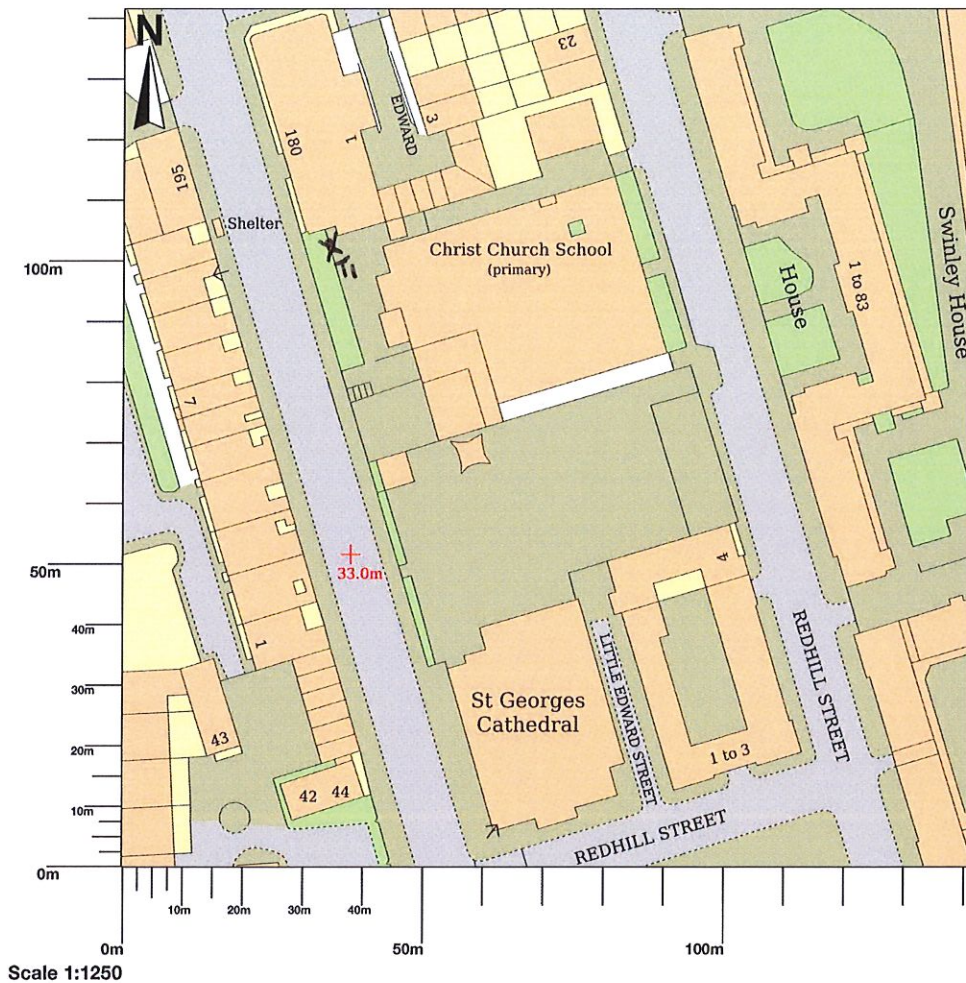 N
23
EDWARD
3
180
1
195
Shelter
Christ Church School
(primary)
House
1 to 83
Swinley House
7
33.0m
4
1
LITTLE EDWARD STREET
REDHILL STREET
St Georges
Cathedral
43
1 to 3
42 44
REDHILL STREET
100m
50m
40m
30m
20m
10m
0m
10m
20m
30m
40m
0m
50m
100m
Scale 1:1250